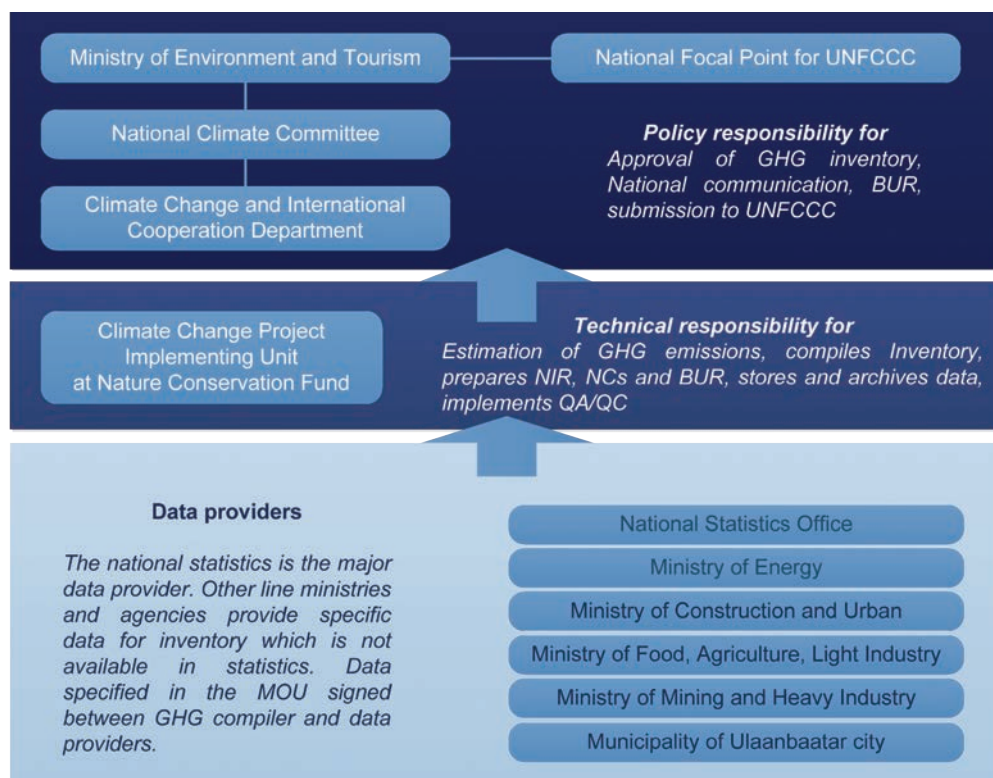 Ministry of Environment and Tourism
National Focal Point for UNFCCC
National Climate Committee
Climate Change and International
Cooperation Department
Policy responsibility for
Approval of GHG inventory,
National communication, BUR,
submission to UNFCCC
Climate Change Project
Implementing Unit
at Nature Conservation Fund
Technical responsibility for
Estimation of GHG emissions, compiles Inventory,
prepares NIR, NCs and BUR, stores and archives data,
implements QA/QC
Data providers
The national statistics is the major
data provider. Other line ministries
and agencies provide specific
data for inventory which is not
available in statistics. Data
specified in the MOU signed
between GHG compiler and data
providers.
National Statistics Office
Ministry of Energy
Ministry of Construction and Urban
Ministry of Food, Agriculture, Light Industry
Ministry of Mining and Heavy Industry
Municipality of Ulaanbaatar city